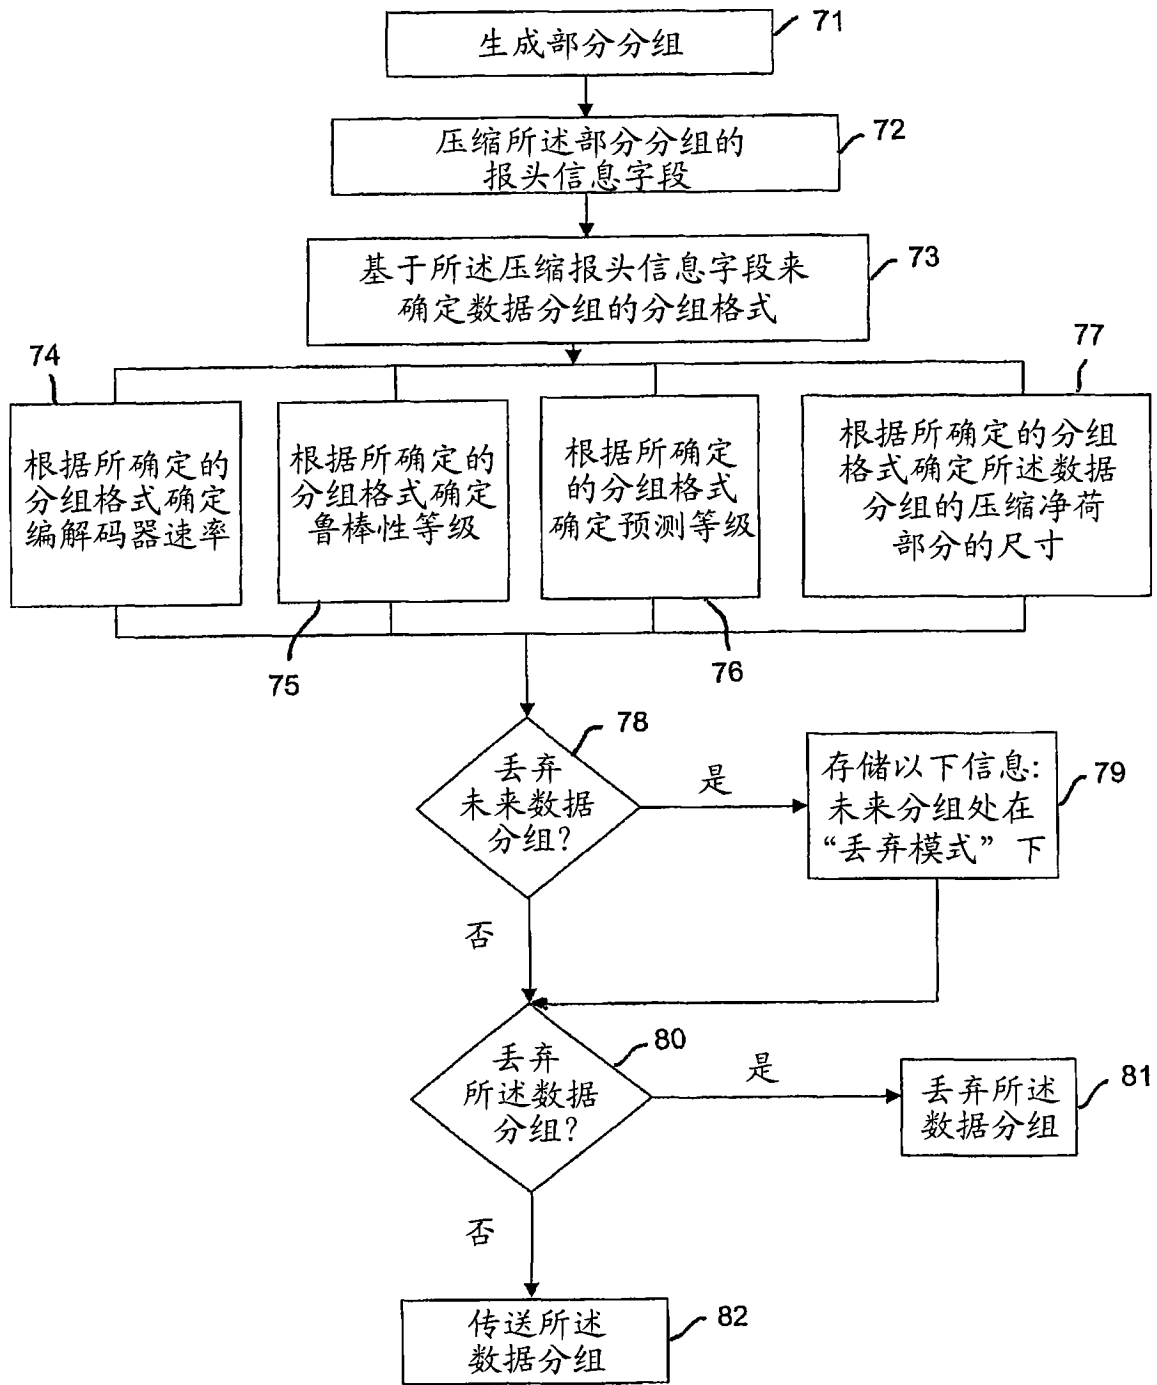 生成部分分组
71
压缩所述部分分组的
报头信息字段
72
基于所述压缩报头信息字段来
确定数据分组的分组格式
73
74
根据所确定的
分组格式确定
编解码器速率
根据所确定的
分组格式确定
鲁棒性等级
75
根据所确定
的分组格式
确定预测等级
76
77
根据所确定的分组
格式确定所述数据
分组的压缩净荷
部分的尺寸
丢弃
未来数据
分组?
78
是
存储以下信息:
未来分组处在
“丢弃模式”下
79
否
丢弃
所述数据
分组?
80
是
丢弃所述
数据分组
81
否
传送所述
数据分组
82